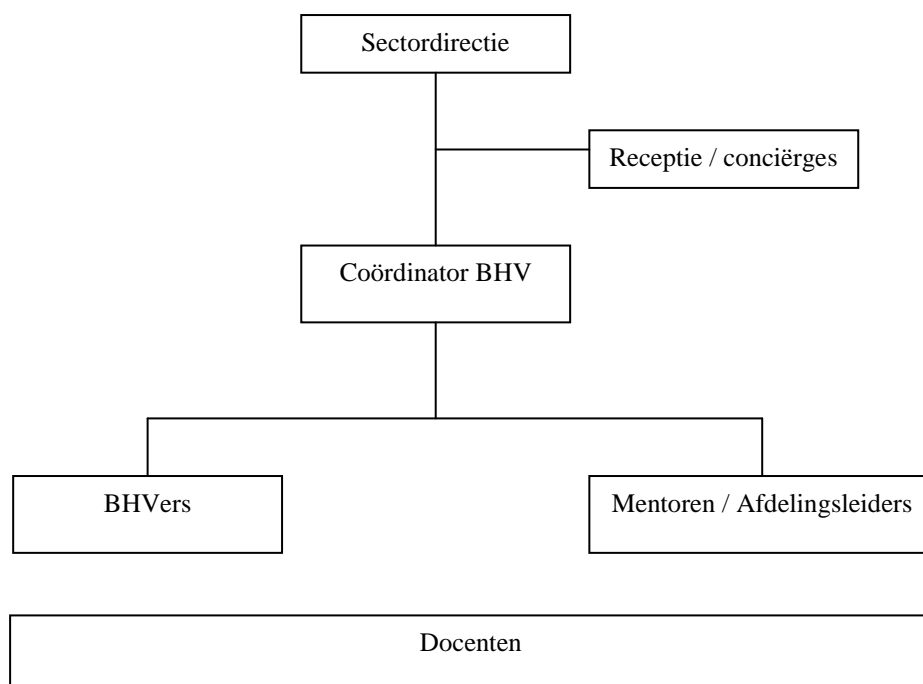 Sectordirectie
Receptie / conciërges
Coördinator BHV
BHVers
Mentoren / Afdelingsleiders
Docenten